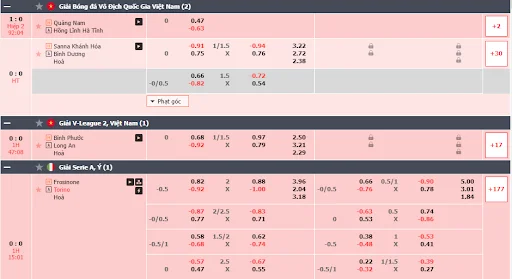 Giải Bóng đá Vô Địch Quốc Gia Việt Nam (2)
1 : 0 Quảng Nam 0 0.47 +2
Hiệp 2 Hồng Lĩnh Hà Tĩnh -0.63
92:04
Sanna Khánh Hòa -0.91 1/1.5 -0.94 3.22 +30
Bình Dương 0 0.75 X 0.76 2.72
Hoà 2.38
0 : 0
HT 0.66 1.5 -0.72
-0/0.5 -0.82 X 0.54
Phạt góc
Giải V-League 2, Việt Nam (1)
0 : 0 Bình Phước 0.68 1/1.5 0.97 2.50 +17
1H Long An 0 -0.92 X 0.79 3.21
47:08 Hoà 2.29
Giải Serie A, Ý (1)
Frosinone 0.82 2 0.88 3.96 0.66 0.5/1 -0.90 5.00 +177
Torino -0.5 -0.92 X -1.00 2.04 -0.5 -0.76 X 0.78 3.01
Hoà 3.18 1.84
-0.87 2/2.5 -0.83 -0.63 0.5 0.74
-0/0.5 0.77 X 0.71 0 0.53 X -0.86
0 : 0 0.58 1.5/2 0.62 0.38 1 -0.53
1H -0.5/1 -0.68 X -0.74 -0.5 -0.48 X 0.41
15:01
-0.57 2.5 -0.67 0.22 1/1.5 -0.39
0 0.47 X 0.55 -0.5/1 -0.32 X 0.27